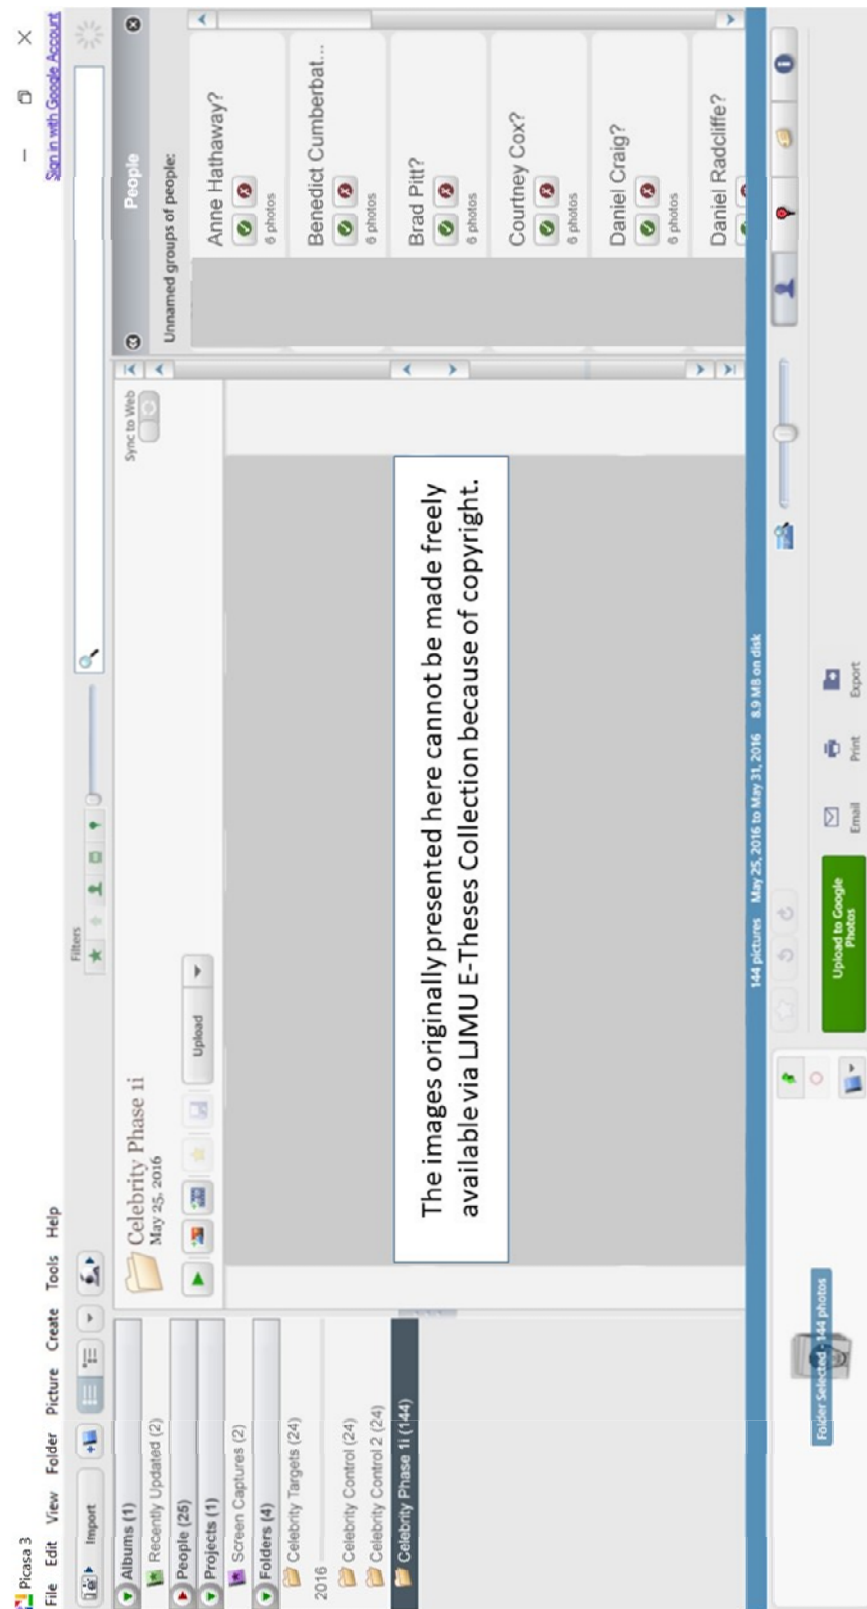 Picasa 3
File Edit View Folder Picture Create Tools Help
Sign in with Google Account
Import
Filters
Albums (1)
Recently Updated (2)
People (25)
Projects (1)
Screen Captures (2)
Folders (4)
Celebrity Targets (24)
2016
Celebrity Control (24)
Celebrity Control 2 (24)
Celebrity Phase 1i (144)
Celebrity Phase 1i
May 25, 2016
Upload
Sync to Web
The images originally presented here cannot be made freely
available via LJMU E-Theses Collection because of copyright.
People
Unnamed groups of people:
Anne Hathaway?
6 photos
Benedict Cumberbat...
6 photos
Brad Pitt?
6 photos
Courtney Cox?
6 photos
Daniel Craig?
6 photos
Daniel Radcliffe?
144 pictures May 25, 2016 to May 31, 2016 8.9 MB on disk
Folder Selected - 144 photos
Upload to Google
Photos
Email Print Export